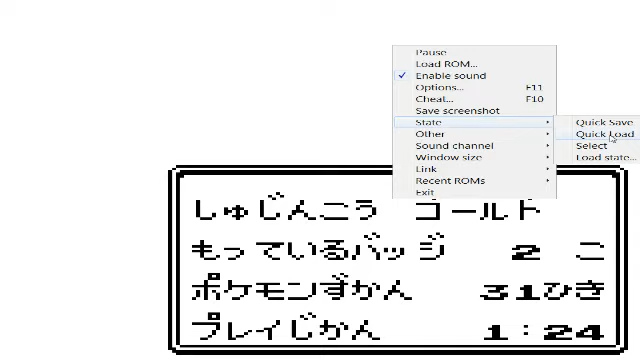 Pause
Load ROM...
Enable sound
Options... F11
Cheat... F10
Save screenshot
State
Other
Sound channel
Window size
Link
Recent ROMs
Exit
Quick Save
Quick Load
Select
Load state...
しゅじんこう ゴールド
もっているバッジ 2 こ
ポケモンずかん 31ひき
プレイじかん 1:24